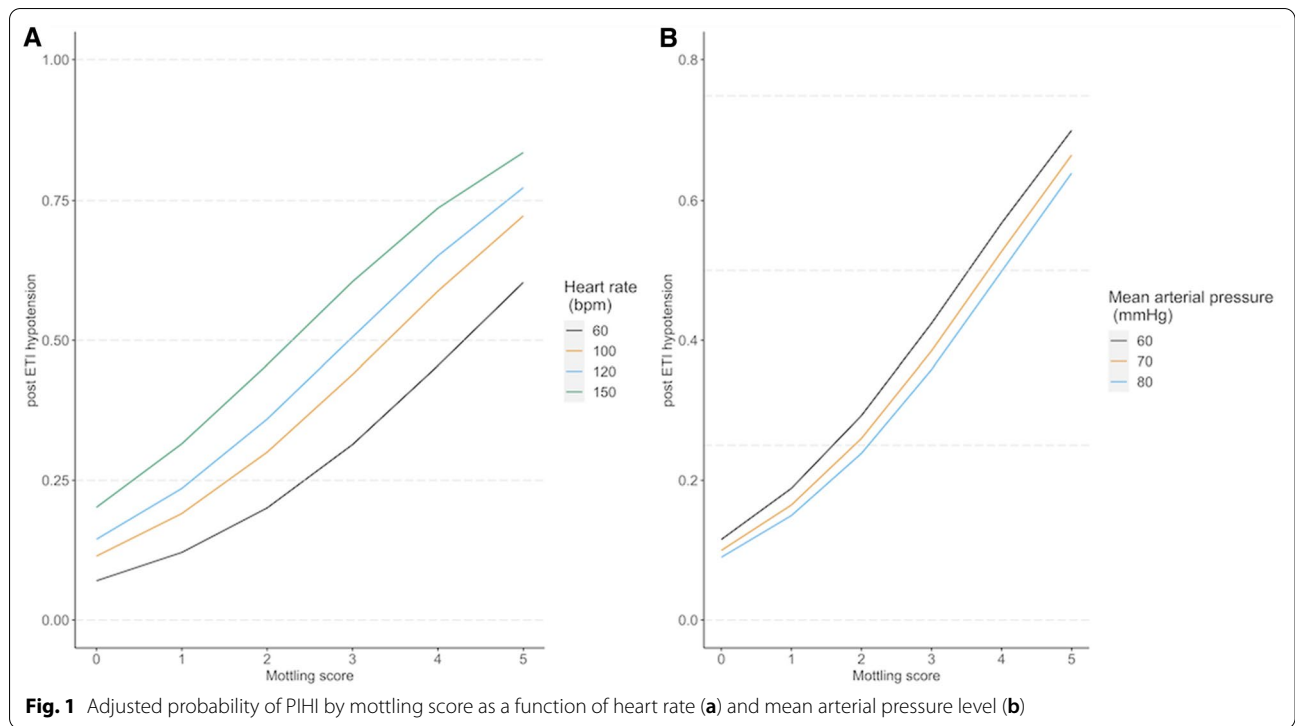 A
1.00
0.75
0.50
0.25
0.00
post ETI hypotension
0 1 2 3 4 5
Mottling score
Heart rate
(bpm)
60
100
120
150
B
0.8
0.6
0.4
0.2
0.0
post ETI hypotension
0 1 2 3 4 5
Mottling score
Mean arterial pressure
(mmHg)
60
70
80
Fig. 1 Adjusted probability of PIHI by mottling score as a function of heart rate (a) and mean arterial pressure level (b)